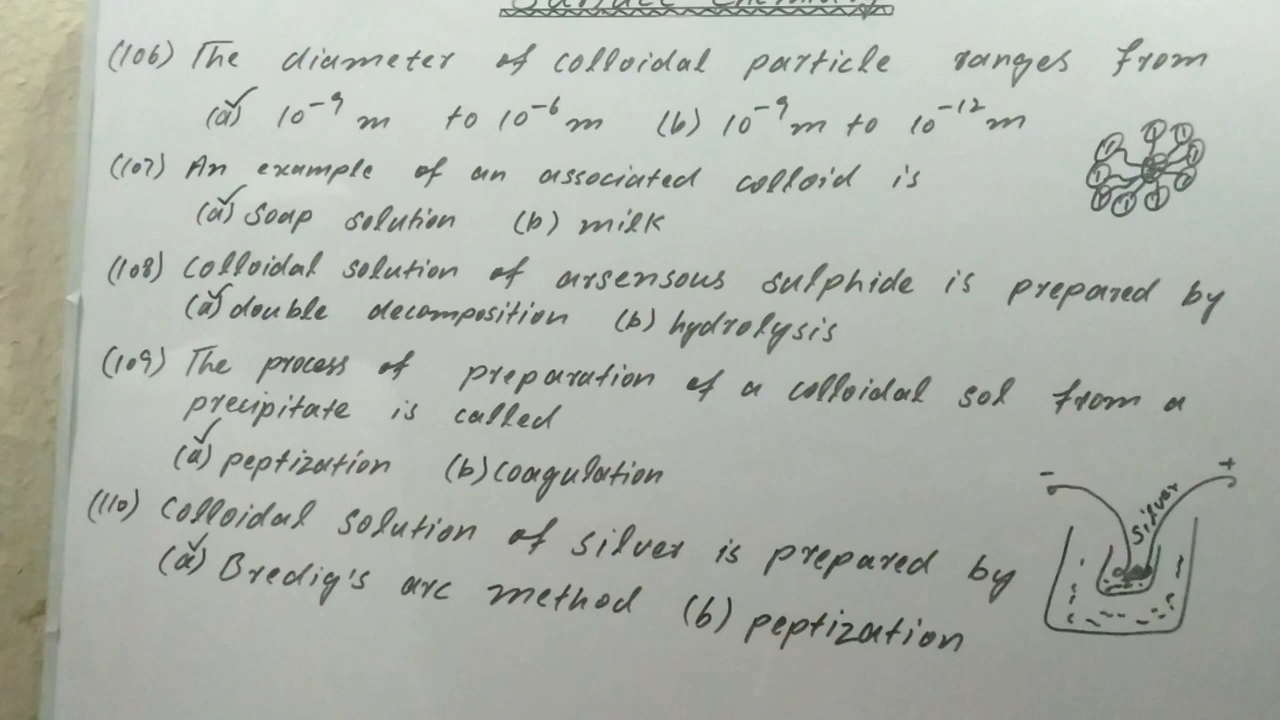 Surface Chemistry
(106) The diameter of colloidal particle ranges from
(a) 10⁻⁹ m to 10⁻⁶ m (b) 10⁻⁹ m to 10⁻¹² m
(107) An example of an associated colloid is
(a) soap solution (b) milk
(108) Colloidal solution of arsensous sulphide is prepared by
(a) double decomposition (b) hydrolysis
(109) The process of preparation of a colloidal sol from a
precipitate is called
(a) peptization (b) coagulation
- +
silver
(110) Colloidal solution of silver is prepared by
(a) Bredig's arc method (b) peptization